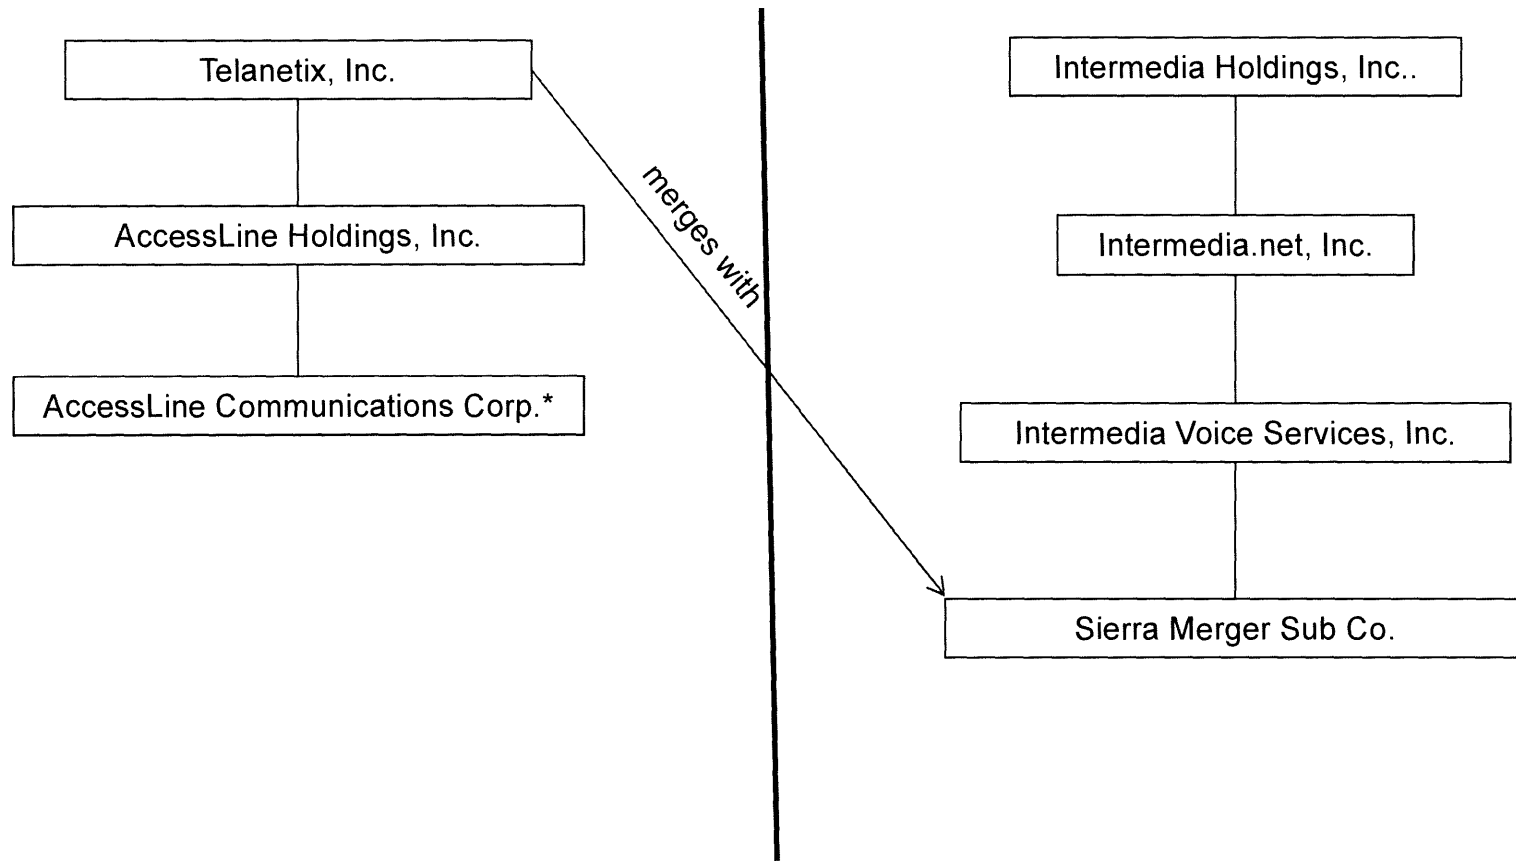 Telanetix, Inc.
AccessLine Holdings, Inc.
AccessLine Communications Corp.*
merges with
Intermedia Holdings, Inc..
Intermedia.net, Inc.
Intermedia Voice Services, Inc.
Sierra Merger Sub Co.